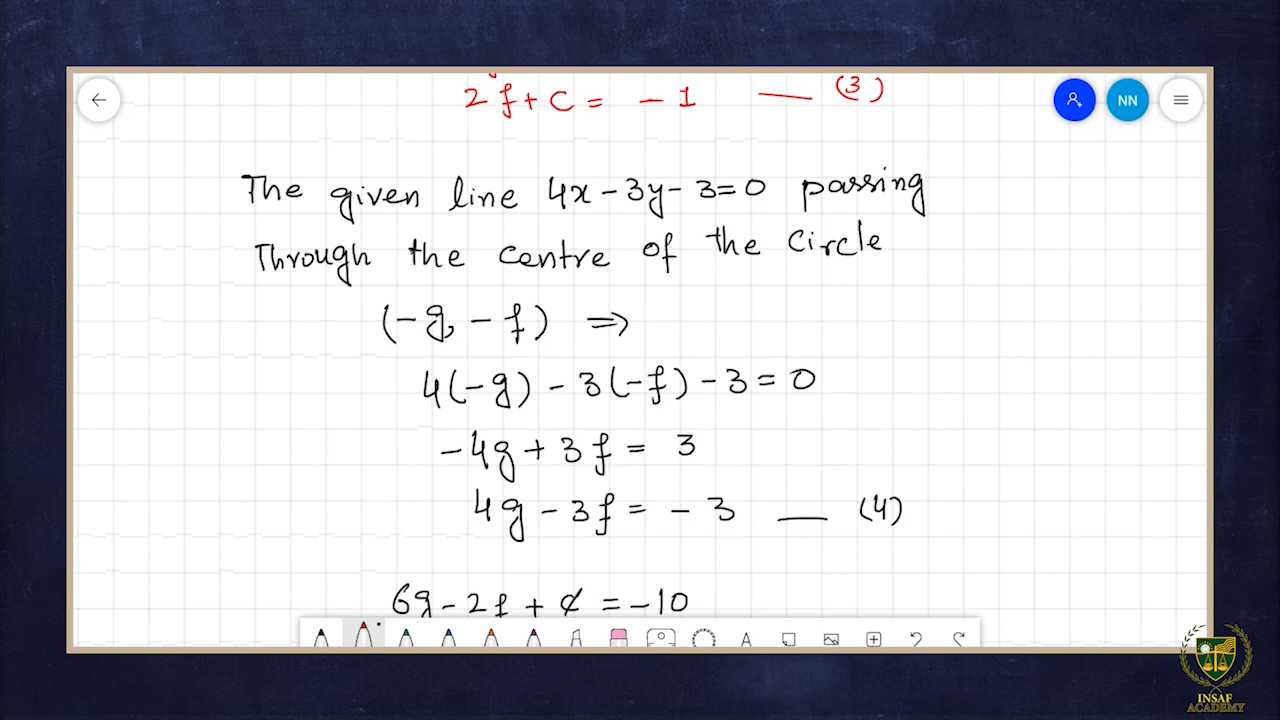 2f + c = - 1 — (3)
NN
The given line 4x - 3y - 3 = 0 passing
Through the centre of the circle
(-g, -f) ⇒
4(-g) - 3(-f) - 3 = 0
-4g + 3f = 3
4g - 3f = - 3 — (4)
6g - 2f + c = -10
A
INSAF
ACADEMY